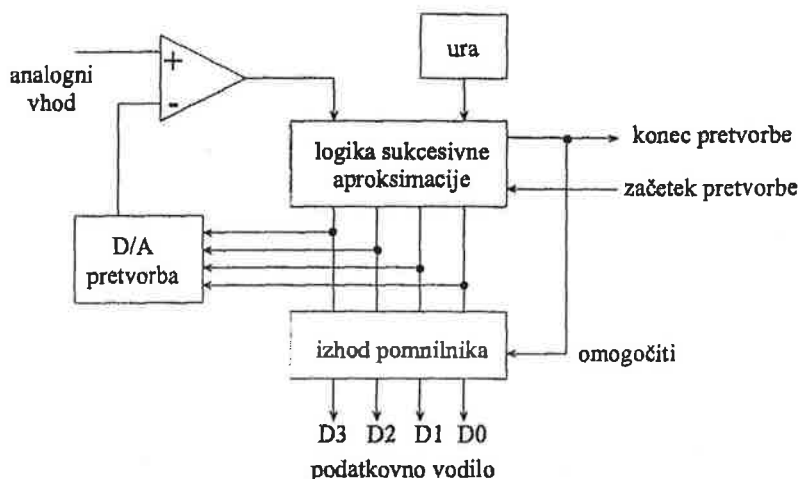 ura
+
analogni
vhod
-
logika sukcesivne
aproksimacije
konec pretvorbe
začetek pretvorbe
D/A
pretvorba
izhod pomnilnika
omogočiti
D3 D2 D1 D0
podatkovno vodilo